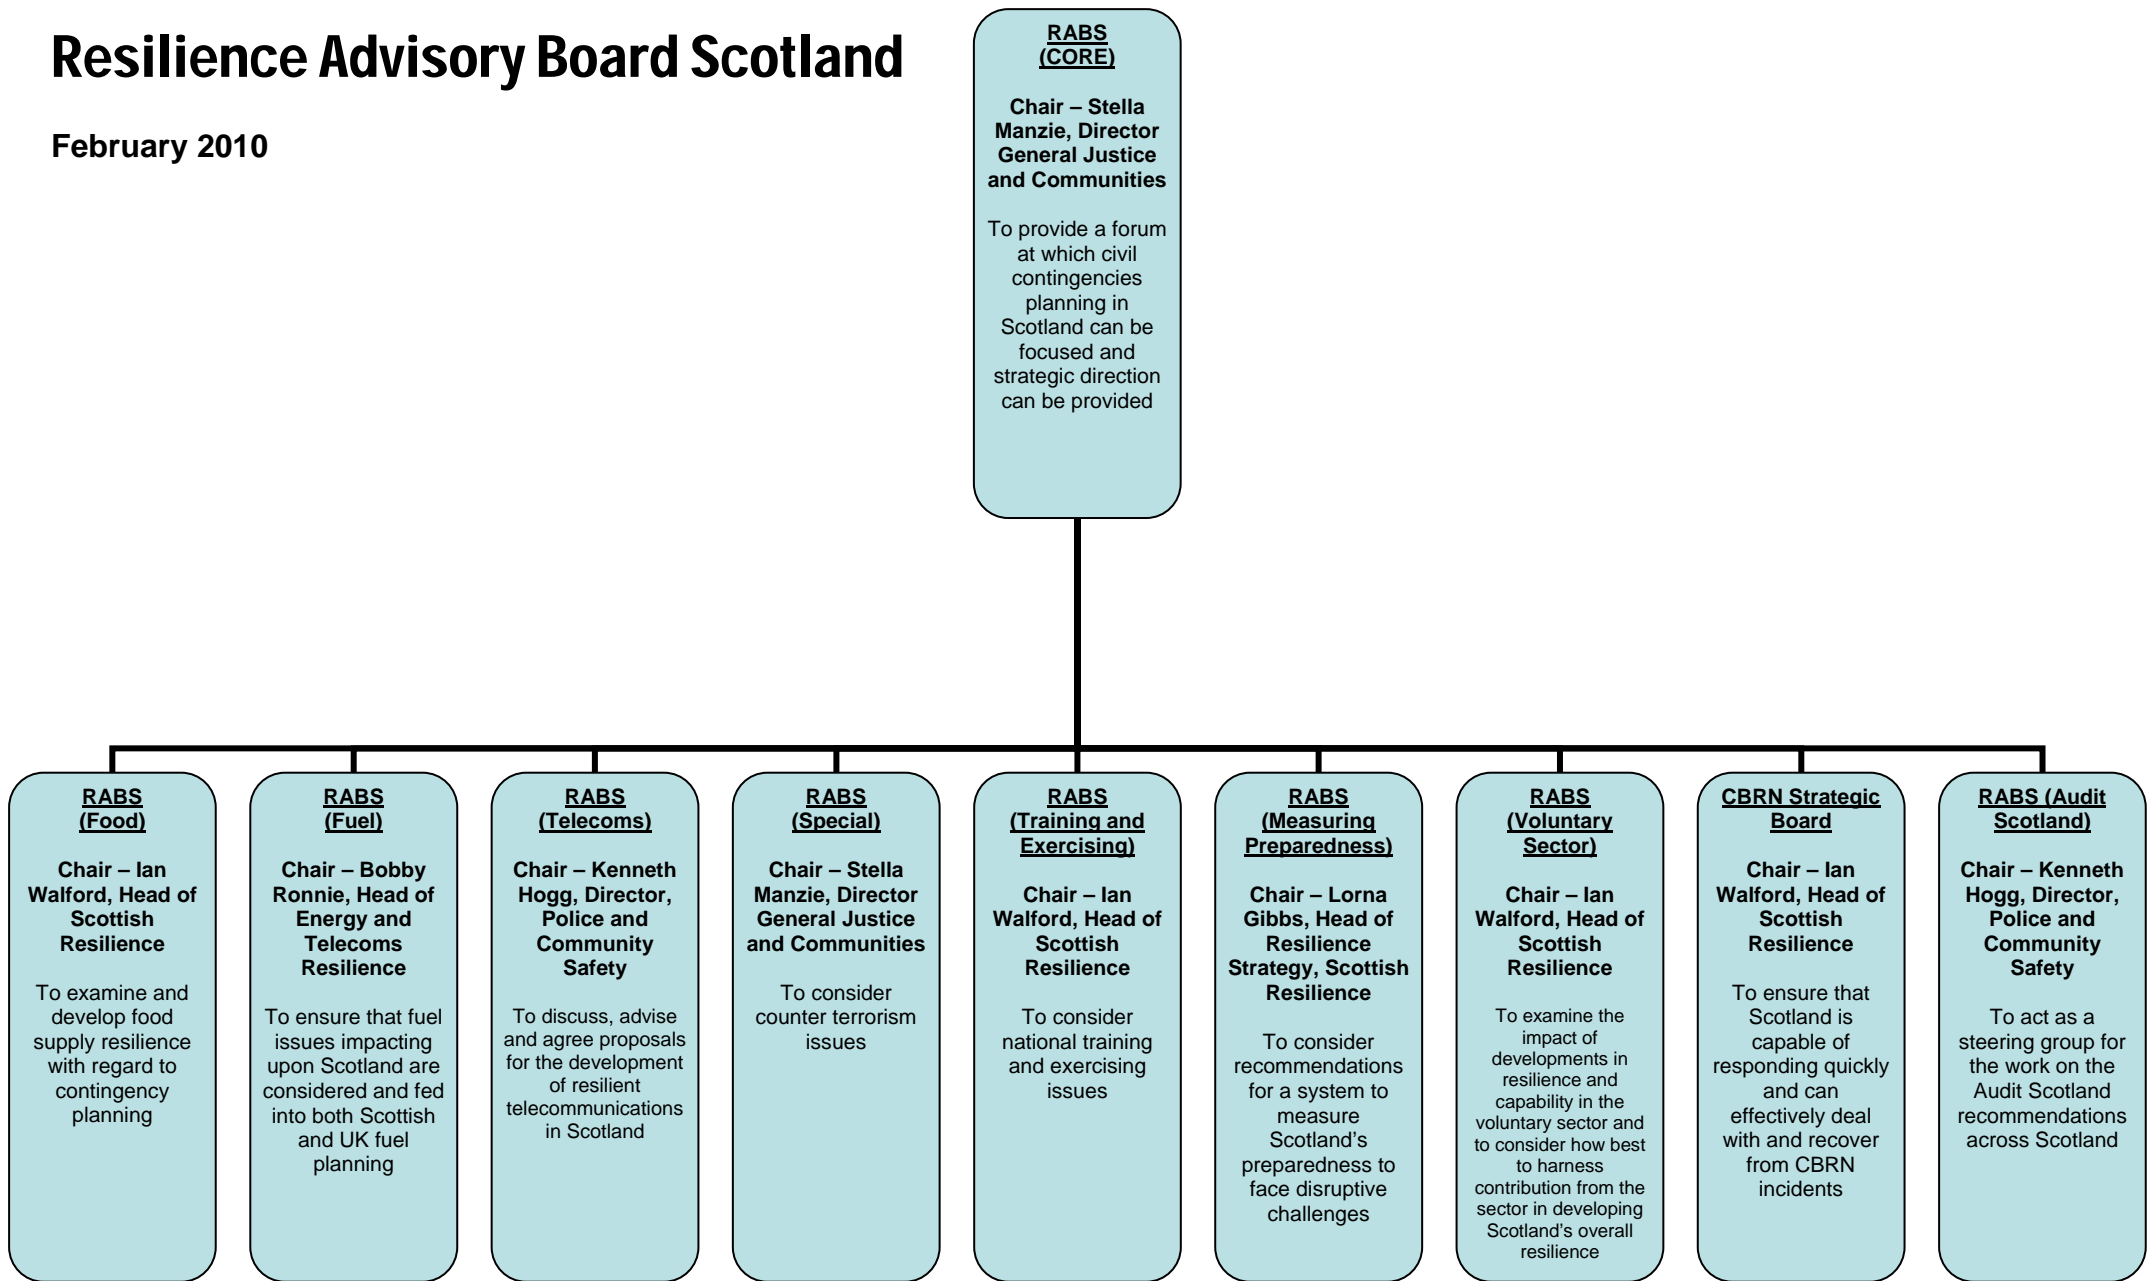 Resilience Advisory Board Scotland
February 2010
RABS
(CORE)
Chair – Stella
Manzie, Director
General Justice
and Communities
To provide a forum
at which civil
contingencies
planning in
Scotland can be
focused and
strategic direction
can be provided
RABS
(Food)
Chair – Ian
Walford, Head of
Scottish
Resilience
To examine and
develop food
supply resilience
with regard to
contingency
planning
RABS
(Fuel)
Chair – Bobby
Ronnie, Head of
Energy and
Telecoms
Resilience
To ensure that fuel
issues impacting
upon Scotland are
considered and fed
into both Scottish
and UK fuel
planning
RABS
(Telecoms)
Chair – Kenneth
Hogg, Director,
Police and
Community
Safety
To discuss, advise
and agree proposals
for the development
of resilient
telecommunications
in Scotland
RABS
(Special)
Chair – Stella
Manzie, Director
General Justice
and Communities
To consider
counter terrorism
issues
RABS
(Training and
Exercising)
Chair – Ian
Walford, Head of
Scottish
Resilience
To consider
national training
and exercising
issues
RABS
(Measuring
Preparedness)
Chair – Lorna
Gibbs, Head of
Resilience
Strategy, Scottish
Resilience
To consider
recommendations
for a system to
measure
Scotland’s
preparedness to
face disruptive
challenges
RABS
(Voluntary
Sector)
Chair – Ian
Walford, Head of
Scottish
Resilience
To examine the
impact of
developments in
resilience and
capability in the
voluntary sector and
to consider how best
to harness
contribution from the
sector in developing
Scotland’s overall
resilience
CBRN Strategic
Board
Chair – Ian
Walford, Head of
Scottish
Resilience
To ensure that
Scotland is
capable of
responding quickly
and can
effectively deal
with and recover
from CBRN
incidents
RABS (Audit
Scotland)
Chair – Kenneth
Hogg, Director,
Police and
Community
Safety
To act as a
steering group for
the work on the
Audit Scotland
recommendations
across Scotland